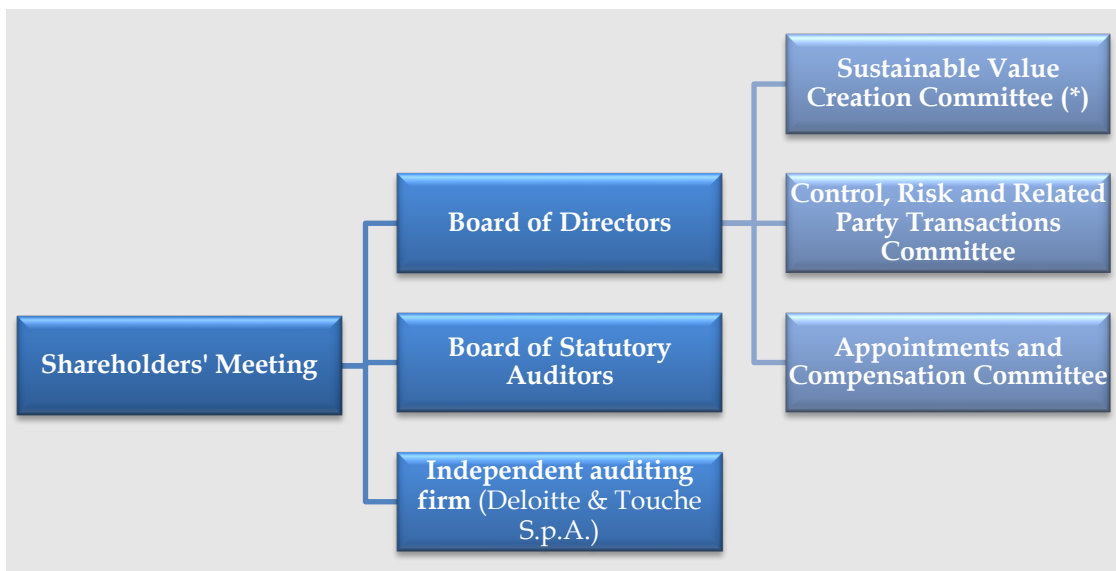 Shareholders' Meeting
Board of Directors
Board of Statutory
Auditors
Independent auditing
firm (Deloitte & Touche
S.p.A.)
Sustainable Value
Creation Committee (*)
Control, Risk and Related
Party Transactions
Committee
Appointments and
Compensation Committee